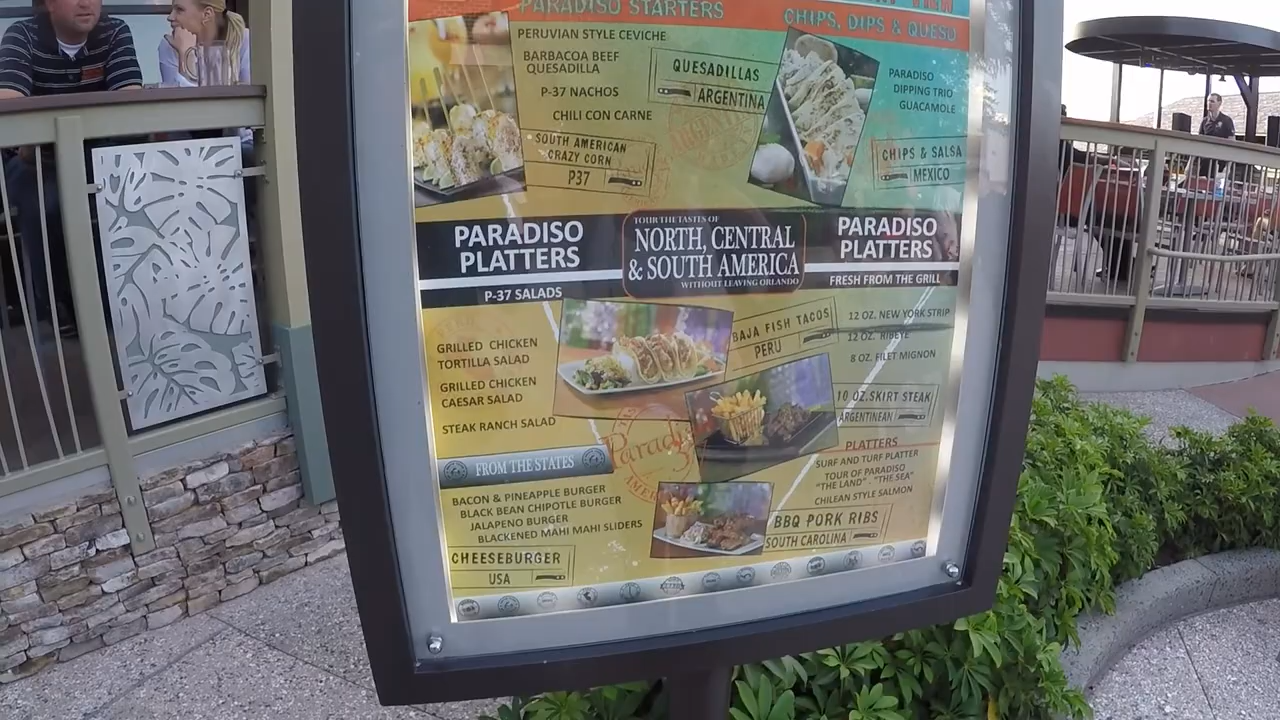 PARADISO STARTERS
PERUVIAN STYLE CEVICHE
BARBACOA BEEF
QUESADILLA
P-37 NACHOS
CHILI CON CARNE
SOUTH AMERICAN
CRAZY CORN
P37
QUESADILLAS
ARGENTINA
CHIPS, DIPS & QUESO
PARADISO
DIPPING TRIO
GUACAMOLE
CHIPS & SALSA
MEXICO
PARADISO
PLATTERS
P-37 SALADS
TOUR THE TASTES OF
NORTH, CENTRAL
& SOUTH AMERICA
WITHOUT LEAVING ORLANDO
PARADISO
PLATTERS
FRESH FROM THE GRILL
GRILLED CHICKEN
TORTILLA SALAD
GRILLED CHICKEN
CAESAR SALAD
STEAK RANCH SALAD
BAJA FISH TACOS
PERU
12 OZ. NEW YORK STRIP
12 OZ. RIBEYE
8 OZ. FILET MIGNON
10 OZ. SKIRT STEAK
ARGENTINEAN
Paradiso
FROM THE STATES
BACON & PINEAPPLE BURGER
BLACK BEAN CHIPOTLE BURGER
JALAPENO BURGER
BLACKENED MAHI MAHI SLIDERS
CHEESEBURGER
USA
PLATTERS
SURF AND TURF PLATTER
TOUR OF PARADISO
"THE LAND" . "THE SEA"
CHILEAN STYLE SALMON
BBQ PORK RIBS
SOUTH CAROLINA